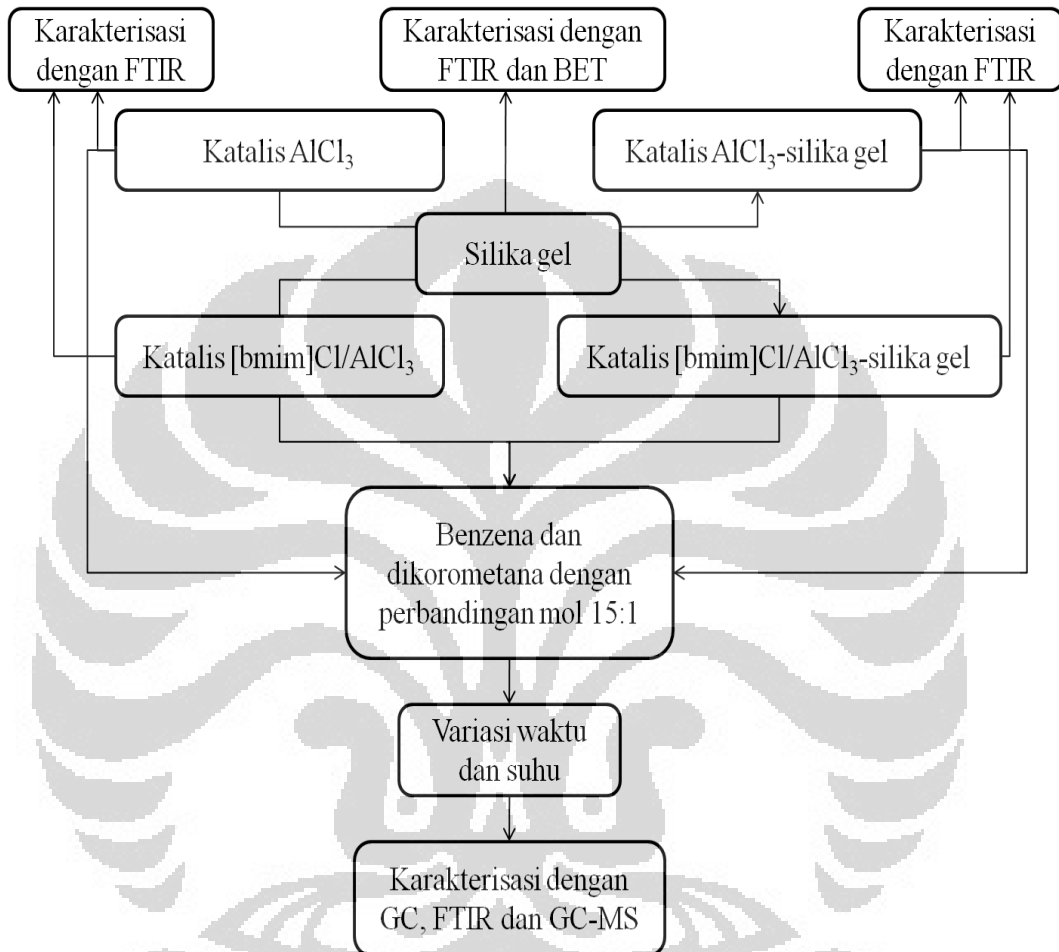 Karakterisasi
dengan FTIR
Karakterisasi dengan
FTIR dan BET
Karakterisasi
dengan FTIR
Katalis AlCl₃
Katalis AlCl₃-silika gel
Silika gel
Katalis [bmim]Cl/AlCl₃
Katalis [bmim]Cl/AlCl₃-silika gel
Benzena dan
dikorometana dengan
perbandingan mol 15:1
Variasi waktu
dan suhu
Karakterisasi dengan
GC, FTIR dan GC-MS